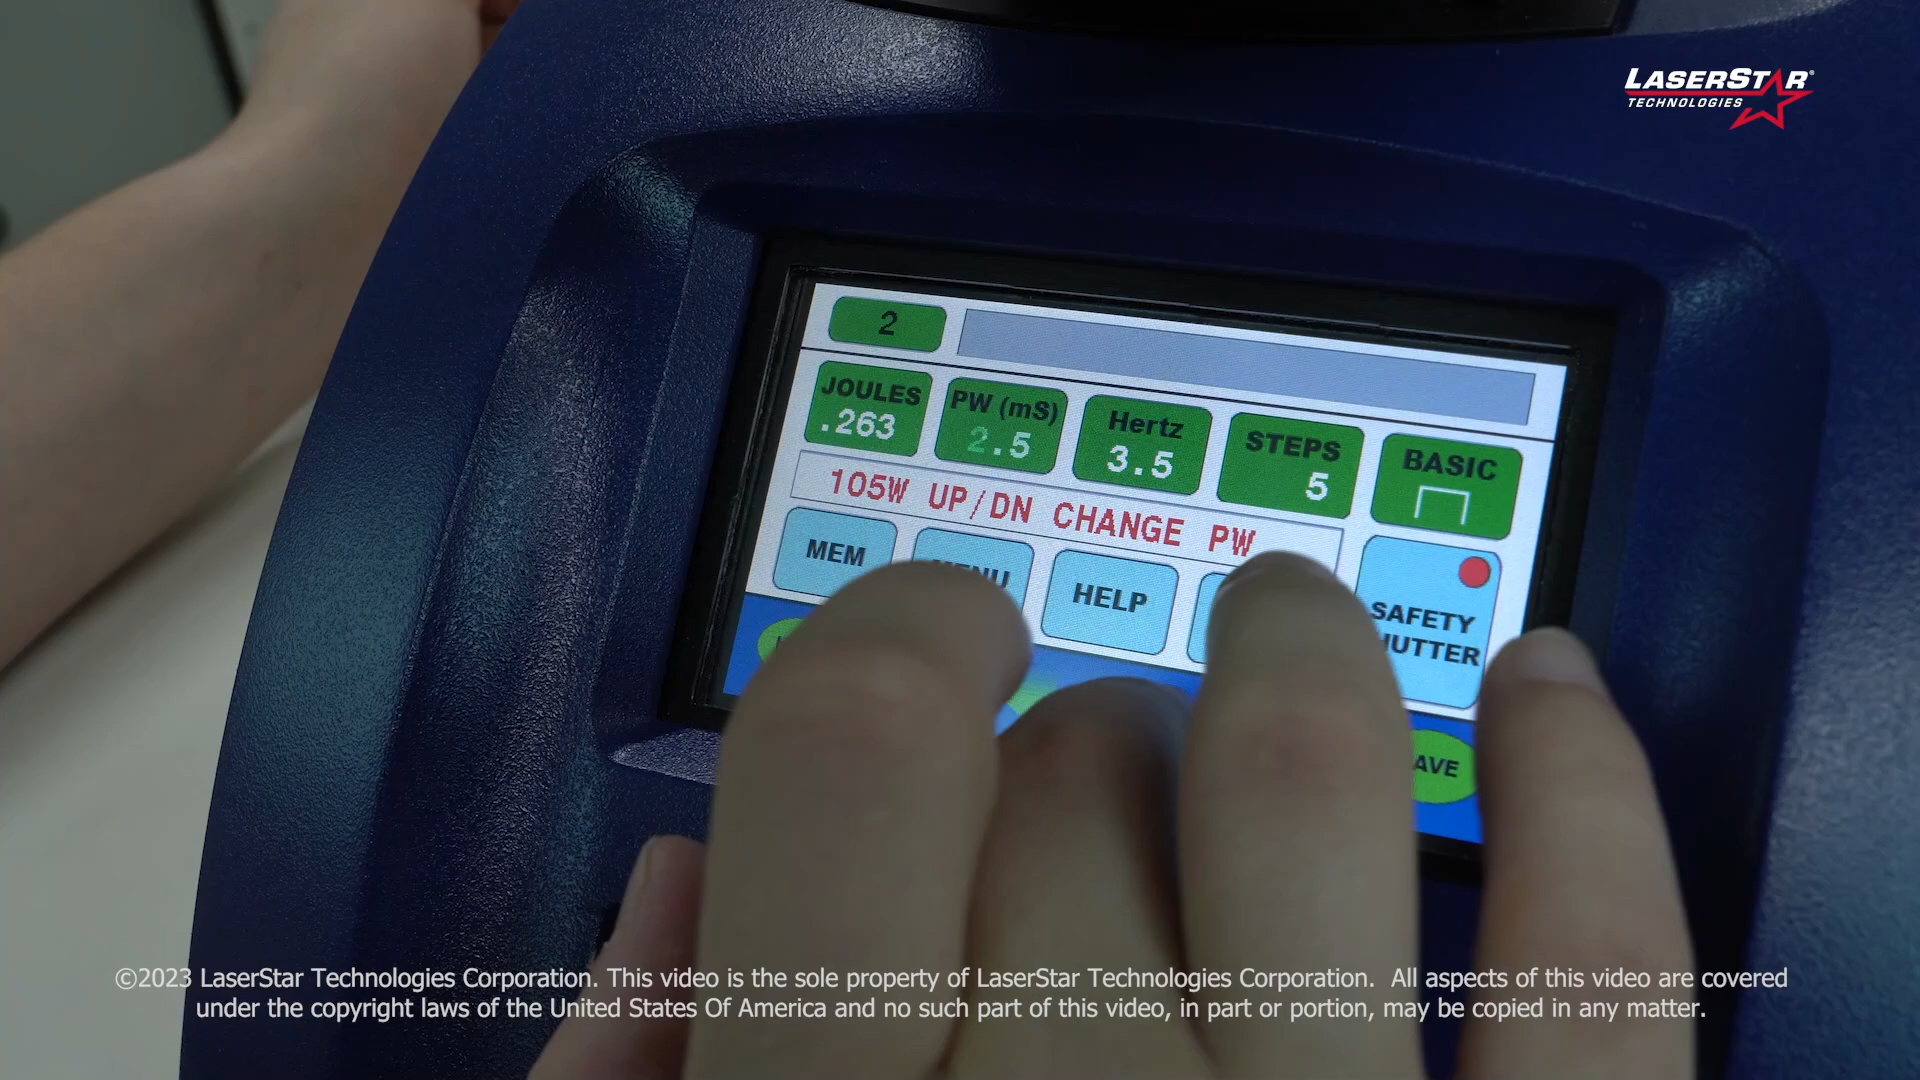 LASERSTAR®
TECHNOLOGIES
2
JOULES
.263
PW (mS)
2.5
Hertz
3.5
STEPS
5
BASIC
105W UP/DN CHANGE PW
MEM
MENU
HELP
SAFETY
©2023 LaserStar Technologies Corporation. This video is the sole property of LaserStar Technologies Corporation. All aspects of this video are covered
under the copyright laws of the United States Of America and no such part of this video, in part or portion, may be copied in any matter.